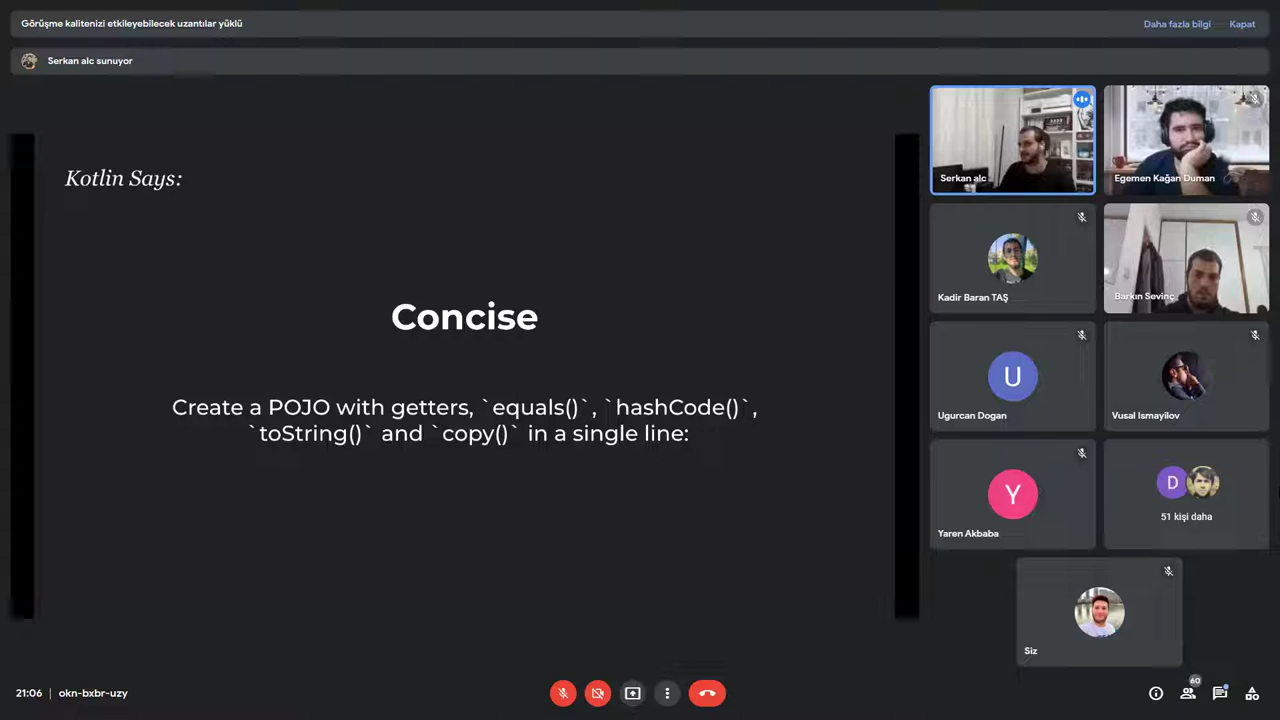 Görüşme kalitenizi etkileyebilecek uzantılar yüklü
Daha fazla bilgi
Kapat
Serkan alc sunuyor
Kotlin Says:
Concise
Create a POJO with getters, `equals()`, `hashCode()`,
`toString()` and `copy()` in a single line:
Serkan alc
Egemen Kağan Duman
Kadir Baran TAŞ
Barkın Sevinç
U
Ugurcan Dogan
Vusal Ismayilov
Y
Yaren Akbaba
D
51 kişi daha
Siz
21:06
okn-bxbr-uzy
60